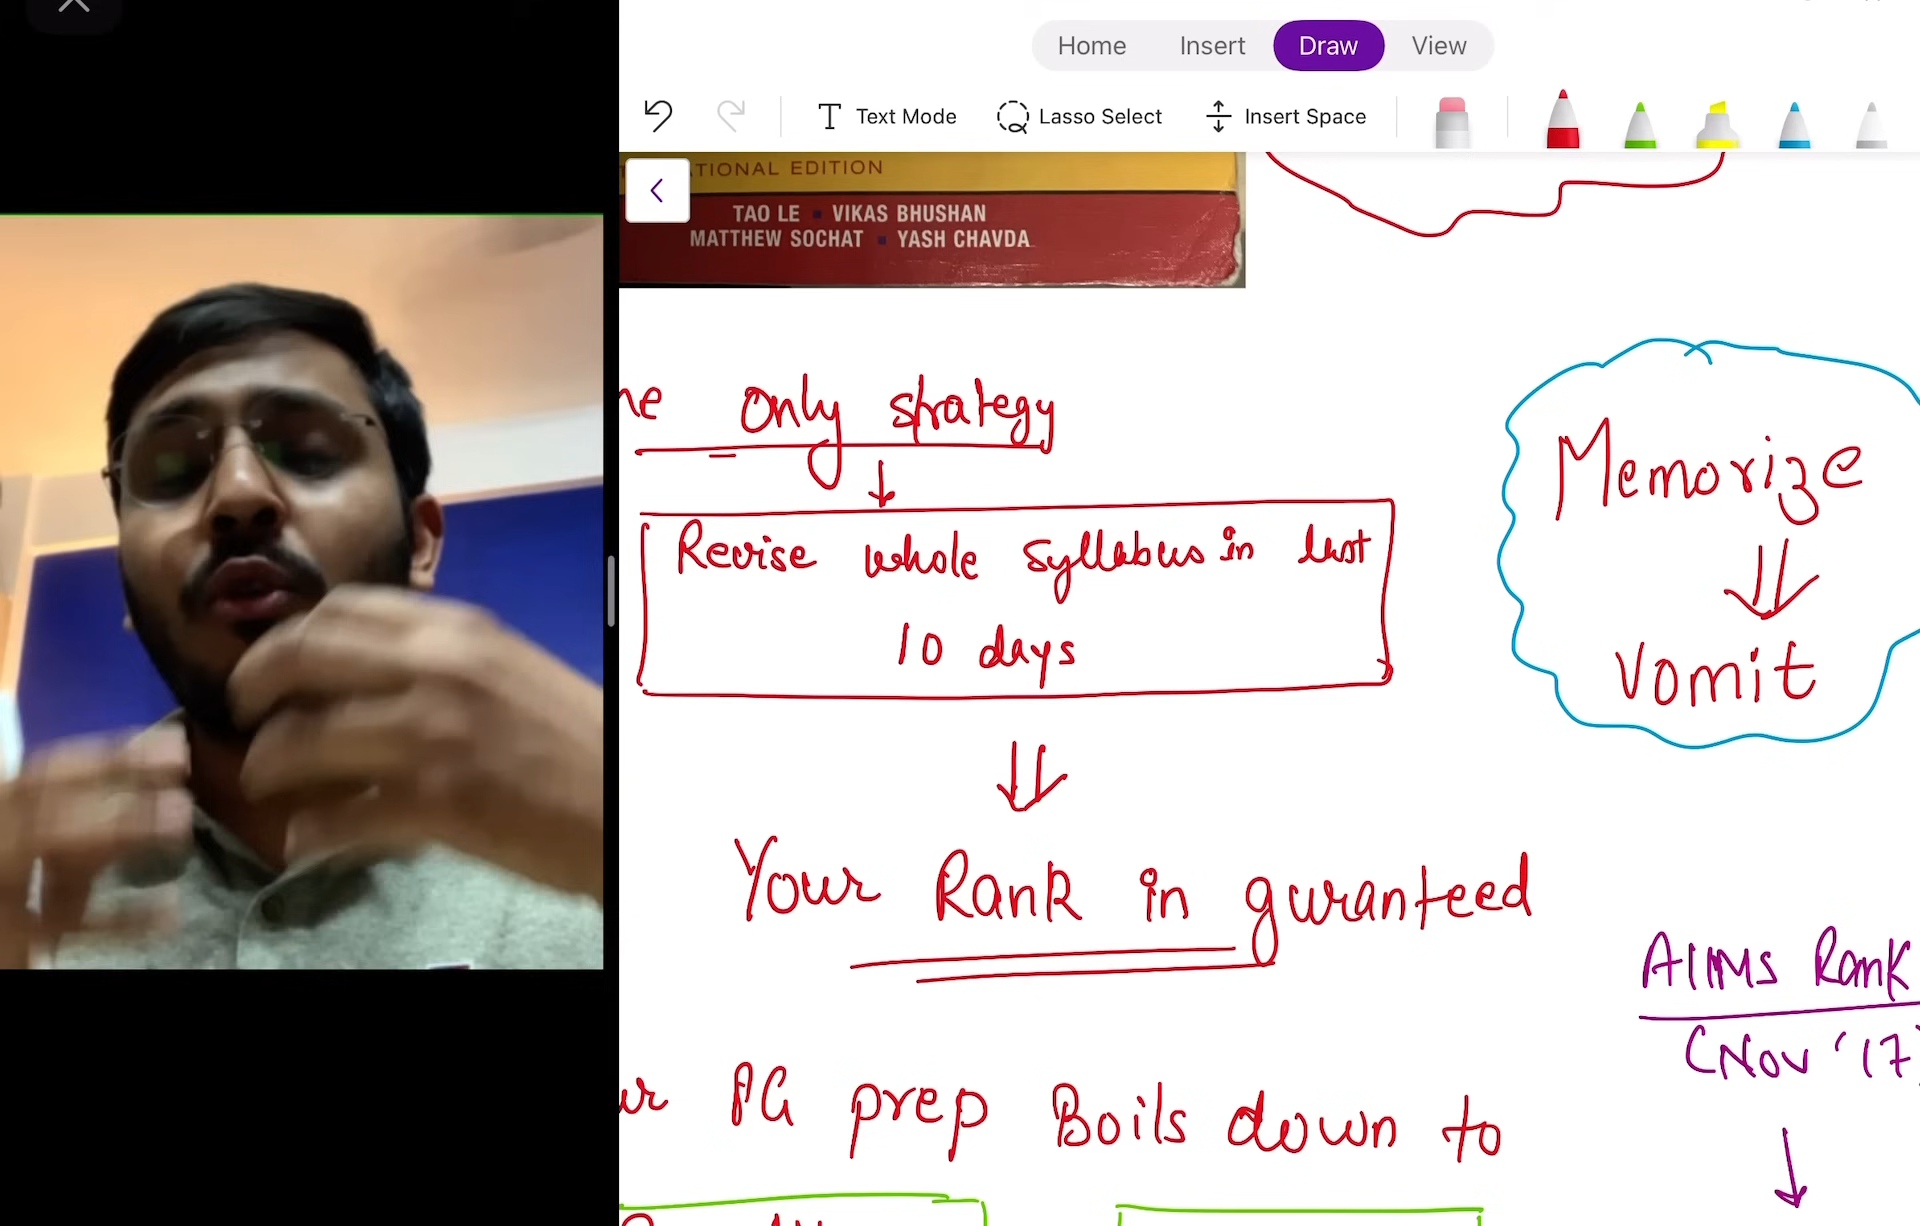 Home Insert Draw View
Text Mode Lasso Select Insert Space
TIONAL EDITION
TAO LE ▪ VIKAS BHUSHAN
MATTHEW SOCHAT ▪ YASH CHAVDA
he Only strategy
Revise whole syllabus in last
10 days
Your Rank in guranteed
Memorize
Vomit
AIIMS Rank
(Nov '17)
ur PG prep Boils down to